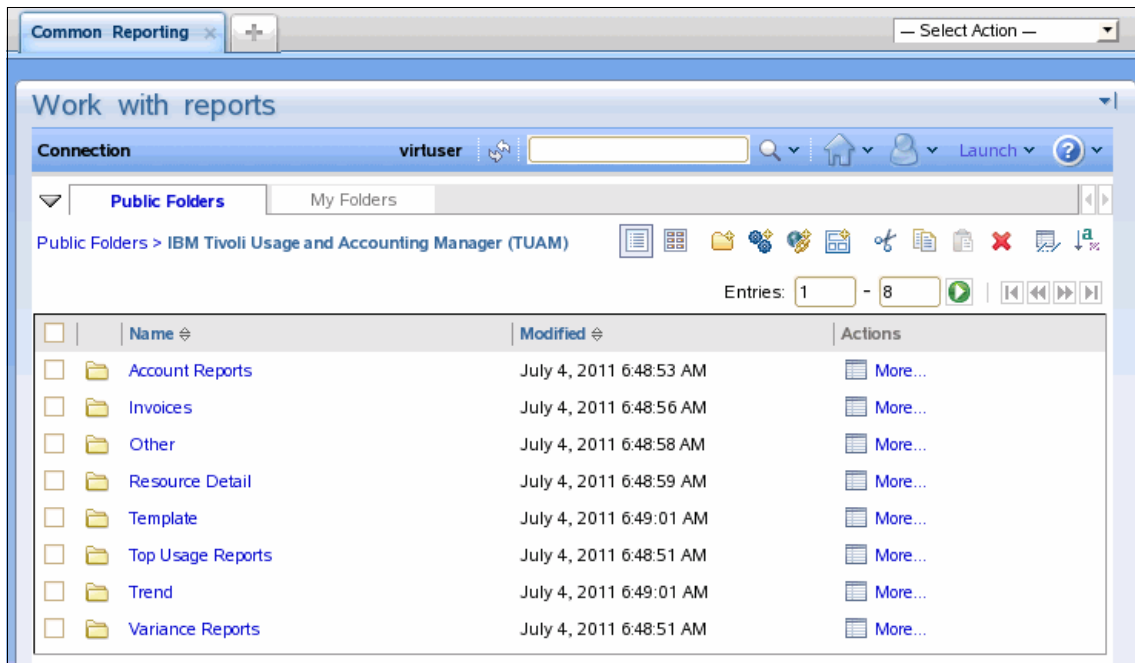 Common Reporting
— Select Action —
Work with reports
Connection virtuser Launch
Public Folders My Folders
Public Folders > IBM Tivoli Usage and Accounting Manager (TUAM)
Entries: 1 - 8
Name Modified Actions
Account Reports July 4, 2011 6:48:53 AM More...
Invoices July 4, 2011 6:48:56 AM More...
Other July 4, 2011 6:48:58 AM More...
Resource Detail July 4, 2011 6:48:59 AM More...
Template July 4, 2011 6:49:01 AM More...
Top Usage Reports July 4, 2011 6:48:51 AM More...
Trend July 4, 2011 6:49:01 AM More...
Variance Reports July 4, 2011 6:48:51 AM More...